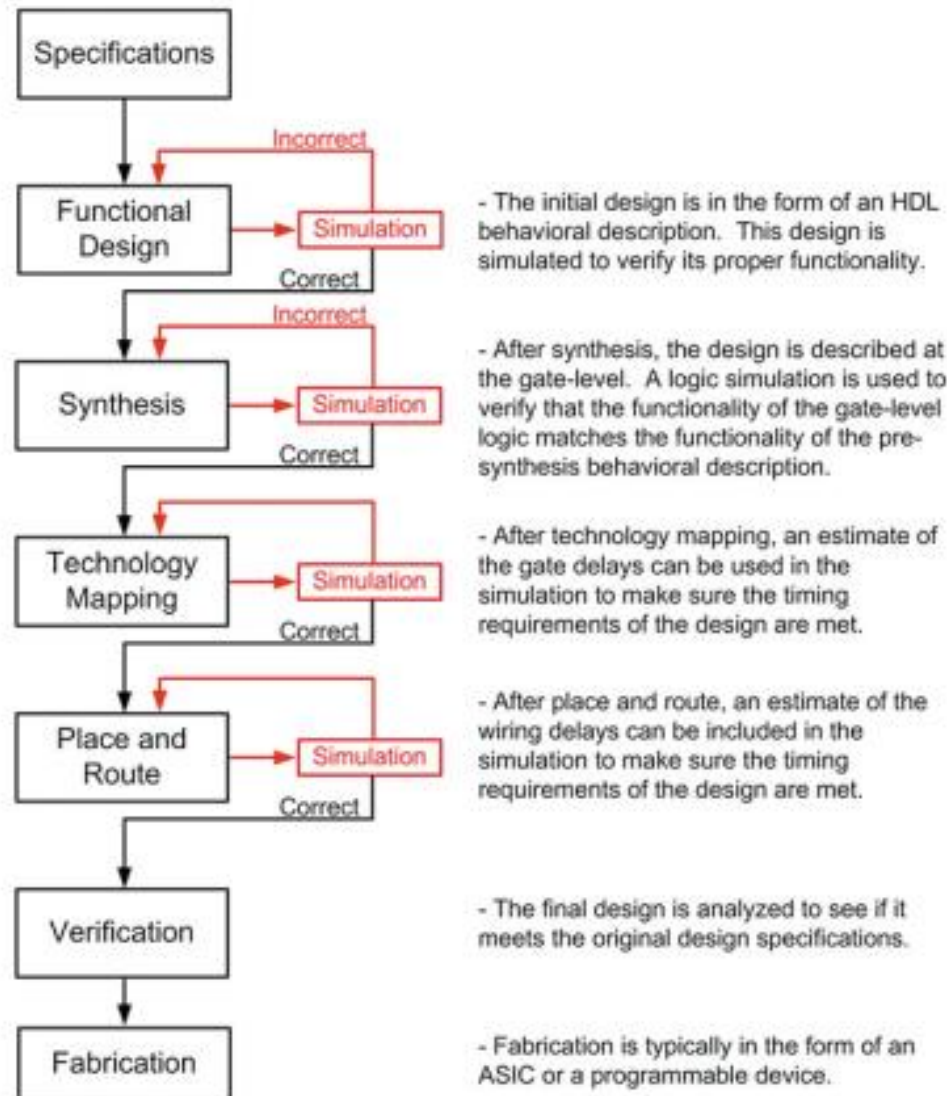 Specifications
Incorrect
Functional
Design
Simulation
- The initial design is in the form of an HDL
behavioral description. This design is
simulated to verify its proper functionality.
Correct
Incorrect
Synthesis
Simulation
- After synthesis, the design is described at
the gate-level. A logic simulation is used to
verify that the functionality of the gate-level
logic matches the functionality of the pre-
synthesis behavioral description.
Correct
Technology
Mapping
Simulation
- After technology mapping, an estimate of
the gate delays can be used in the
simulation to make sure the timing
requirements of the design are met.
Correct
Place and
Route
Simulation
- After place and route, an estimate of the
wiring delays can be included in the
simulation to make sure the timing
requirements of the design are met.
Correct
Verification
- The final design is analyzed to see if it
meets the original design specifications.
Fabrication
- Fabrication is typically in the form of an
ASIC or a programmable device.